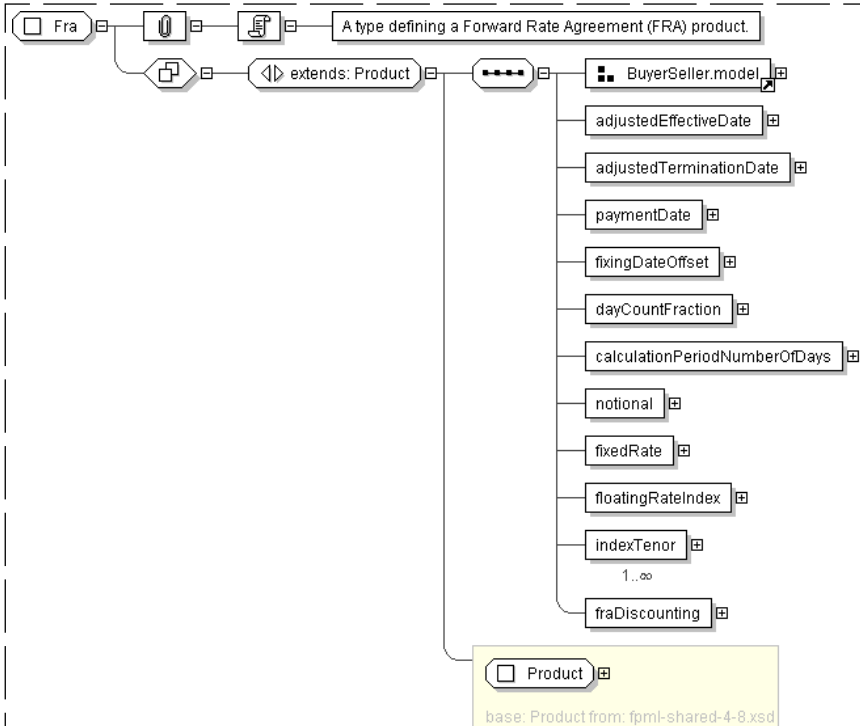 Fra
A type defining a Forward Rate Agreement (FRA) product.
extends: Product
BuyerSeller.model
adjustedEffectiveDate
adjustedTerminationDate
paymentDate
fixingDateOffset
dayCountFraction
calculationPeriodNumberOfDays
notional
fixedRate
floatingRateIndex
indexTenor
1..∞
fraDiscounting
Product
base: Product from: fpml-shared-4-8.xsd